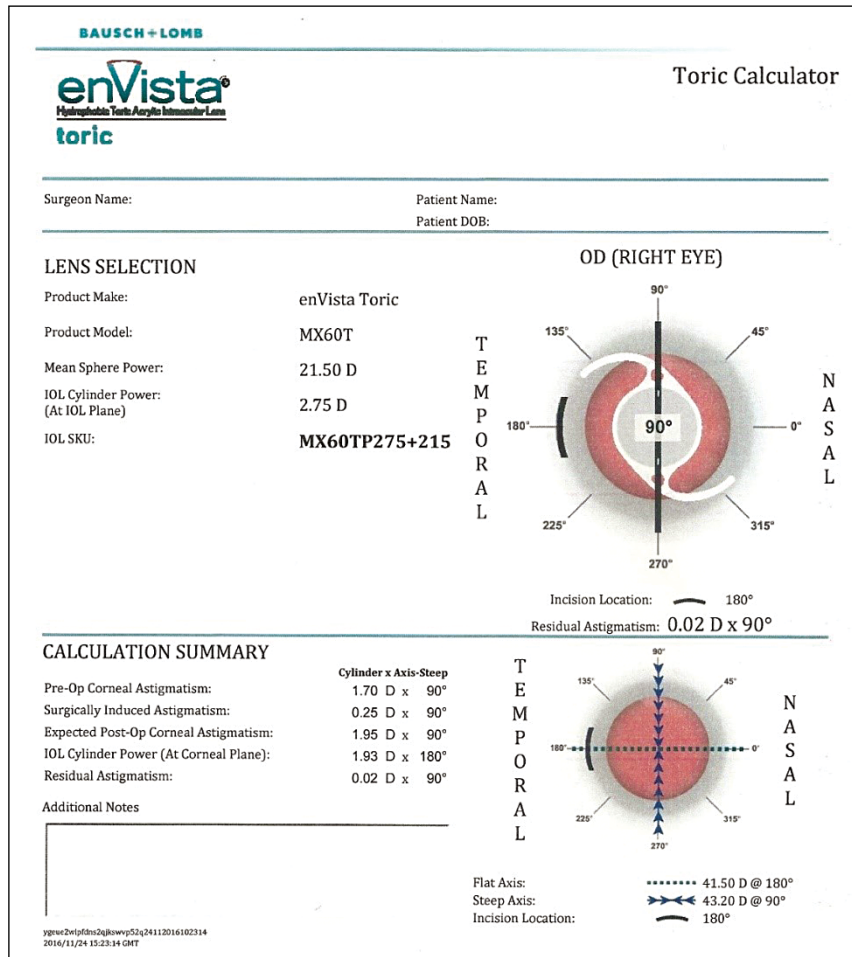 BAUSCH + LOMB
enVista®
Hydrophobic Toric Acrylic Intraocular Lens
toric
Toric Calculator
Surgeon Name:
Patient Name:
Patient DOB:
LENS SELECTION
Product Make: enVista Toric
Product Model: MX60T
Mean Sphere Power: 21.50 D
IOL Cylinder Power:
(At IOL Plane) 2.75 D
IOL SKU: MX60TP275+215
OD (RIGHT EYE)
TEMPORAL
NASAL
90°
135°
45°
180°
90°
0°
225°
315°
270°
Incision Location: 180°
Residual Astigmatism: 0.02 D x 90°
CALCULATION SUMMARY
Cylinder x Axis-Steep
Pre-Op Corneal Astigmatism: 1.70 D x 90°
Surgically Induced Astigmatism: 0.25 D x 90°
Expected Post-Op Corneal Astigmatism: 1.95 D x 90°
IOL Cylinder Power (At Corneal Plane): 1.93 D x 180°
Residual Astigmatism: 0.02 D x 90°
Additional Notes
TEMPORAL
NASAL
90°
135°
45°
180°
0°
225°
315°
270°
Flat Axis: 41.50 D @ 180°
Steep Axis: 43.20 D @ 90°
Incision Location: 180°
2016/11/24 15:23:14 GMT